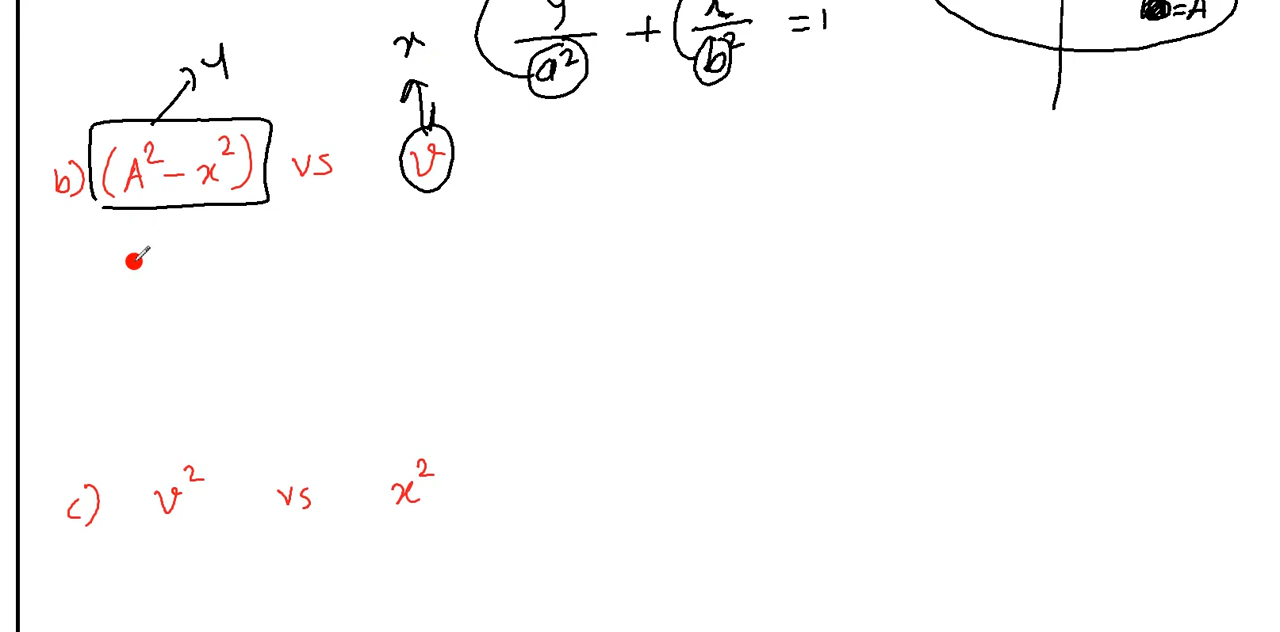 y/a² + x/b² = 1
= A
y
x
b) (A² – x²) vs v
c) v² vs x²